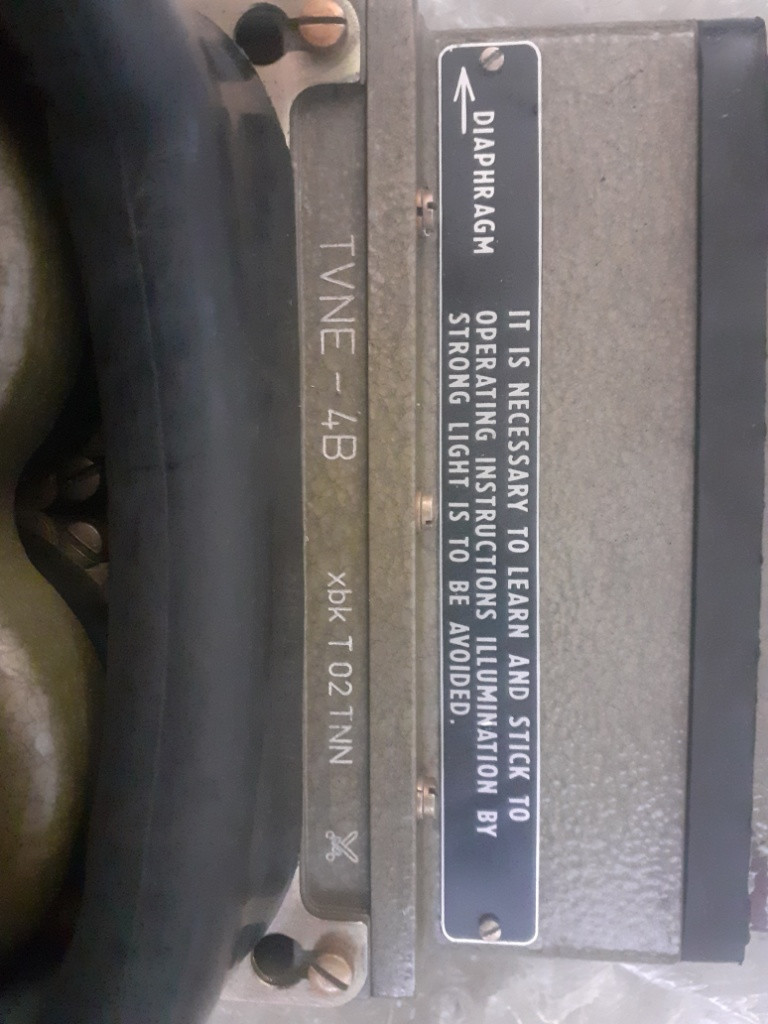 DIAPHRAGM
IT IS NECESSARY TO LEARN AND STICK TO
OPERATING INSTRUCTIONS ILLUMINATION BY
STRONG LIGHT IS TO BE AVOIDED.
TVNE - 4B xbk T 02 TNN